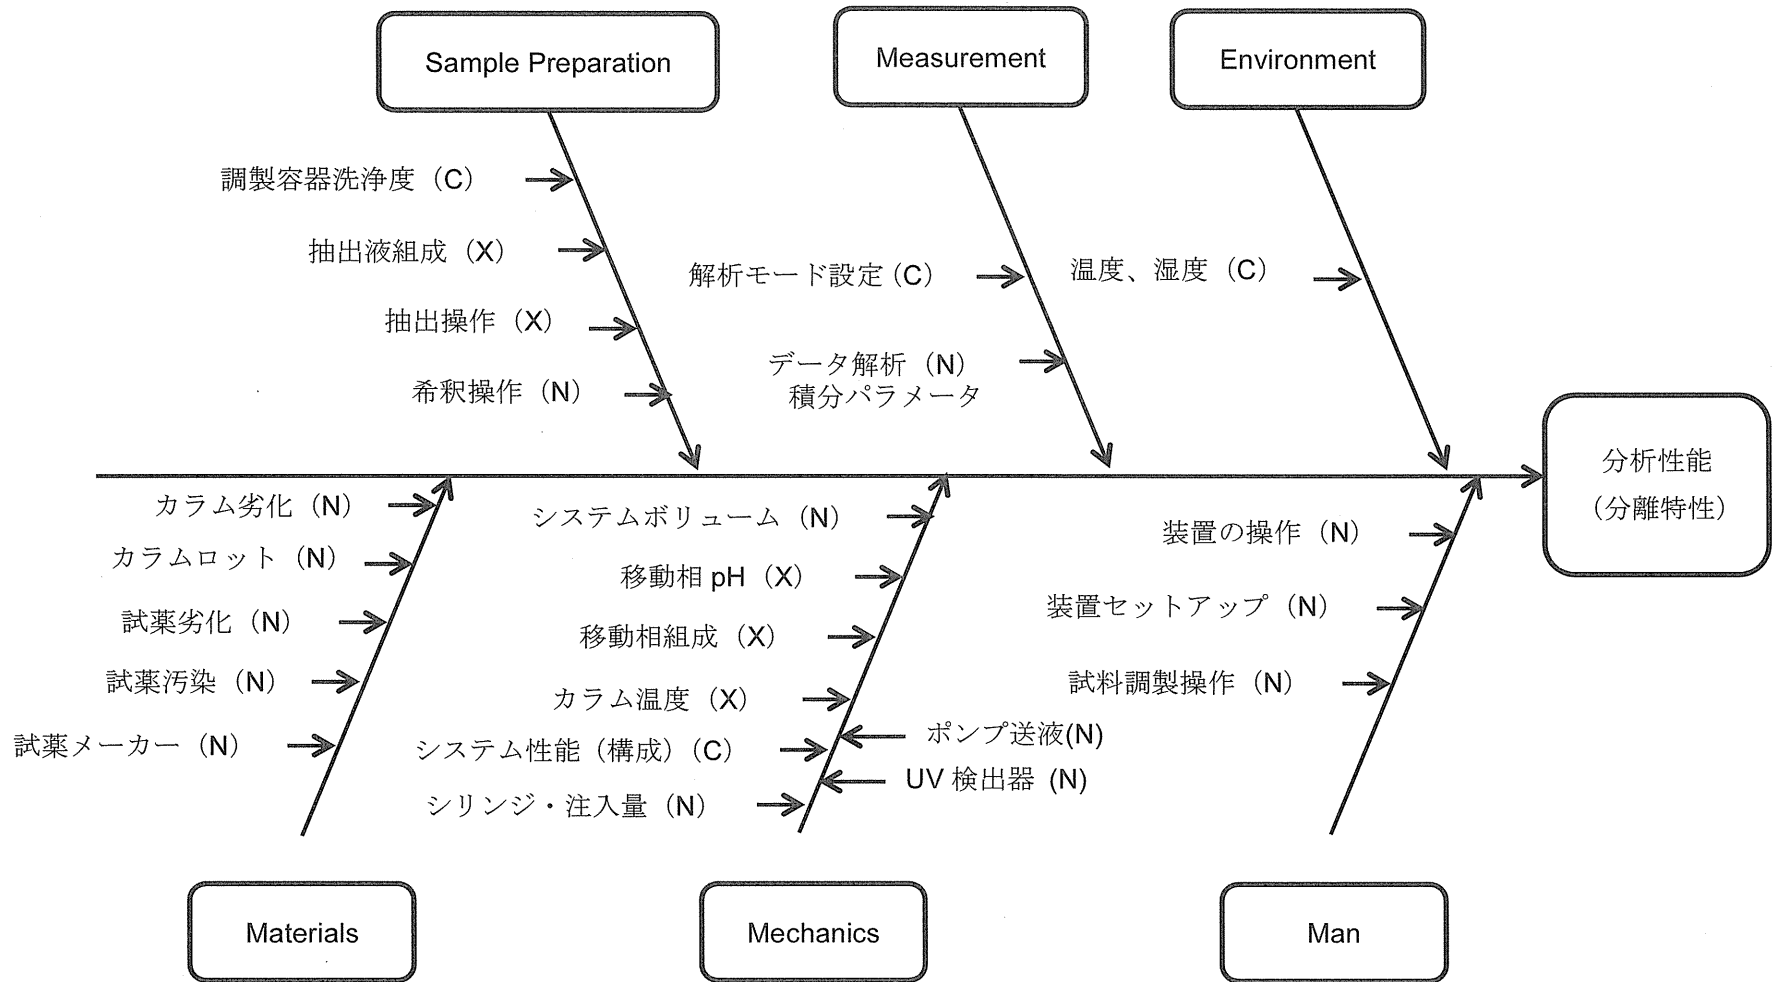 Sample Preparation
Measurement
Environment
調製容器洗浄度（C）
抽出液組成（X）
抽出操作（X）
希釈操作（N）
解析モード設定 (C）
データ解析（N）
積分パラメータ
温度、湿度（C）
分析性能
（分離特性）
カラム劣化（N）
カラムロット（N）
試薬劣化（N）
試薬汚染（N）
試薬メーカー（N）
システムボリューム（N）
移動相 pH（X）
移動相組成（X）
カラム温度（X）
システム性能（構成）（C）
シリンジ・注入量（N）
ポンプ送液(N)
UV 検出器 (N)
装置の操作（N）
装置セットアップ（N）
試料調製操作（N）
Materials
Mechanics
Man